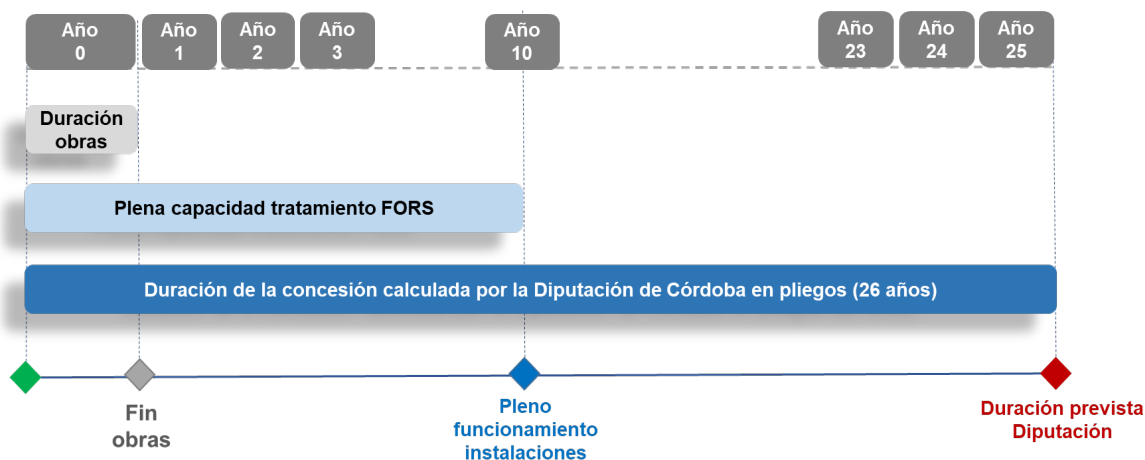 Año
0
Año
1
Año
2
Año
3
Año
10
Año
23
Año
24
Año
25
Duración
obras
Plena capacidad tratamiento FORS
Duración de la concesión calculada por la Diputación de Córdoba en pliegos (26 años)
Fin
obras
Pleno
funcionamiento
instalaciones
Duración prevista
Diputación